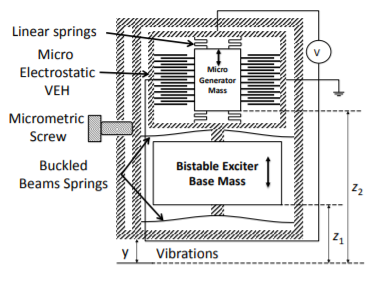 Linear springs
Micro
Electrostatic
VEH
Micrometric
Screw
Buckled
Beams Springs
Micro
Generator
Mass
V
Bistable Exciter
Base Mass
z2
z1
y
Vibrations